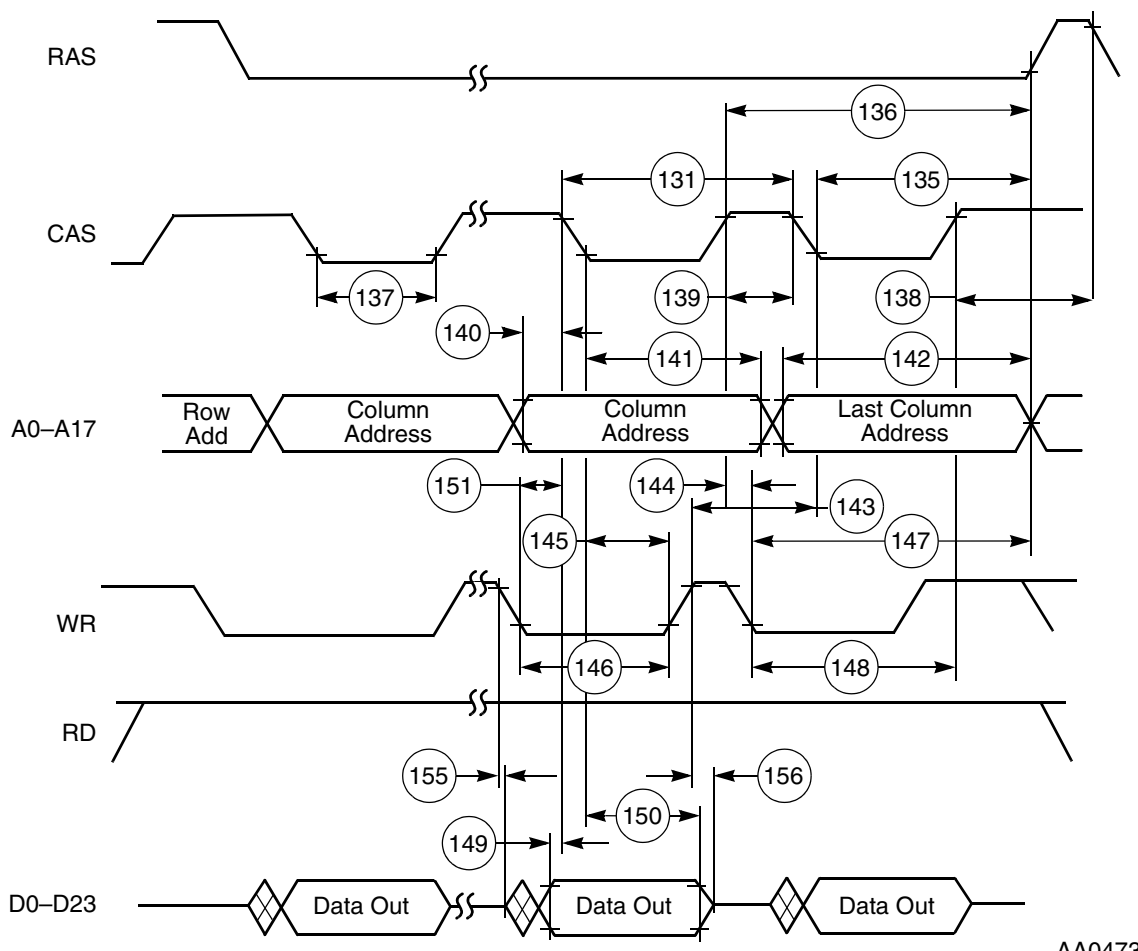 RAS
136
131
135
CAS
137
139
138
140
141
142
A0–A17
Row
Add
Column
Address
Column
Address
Last Column
Address
151
144
143
145
147
WR
146
148
RD
155
156
150
149
D0–D23
Data Out
Data Out
Data Out
AA0473